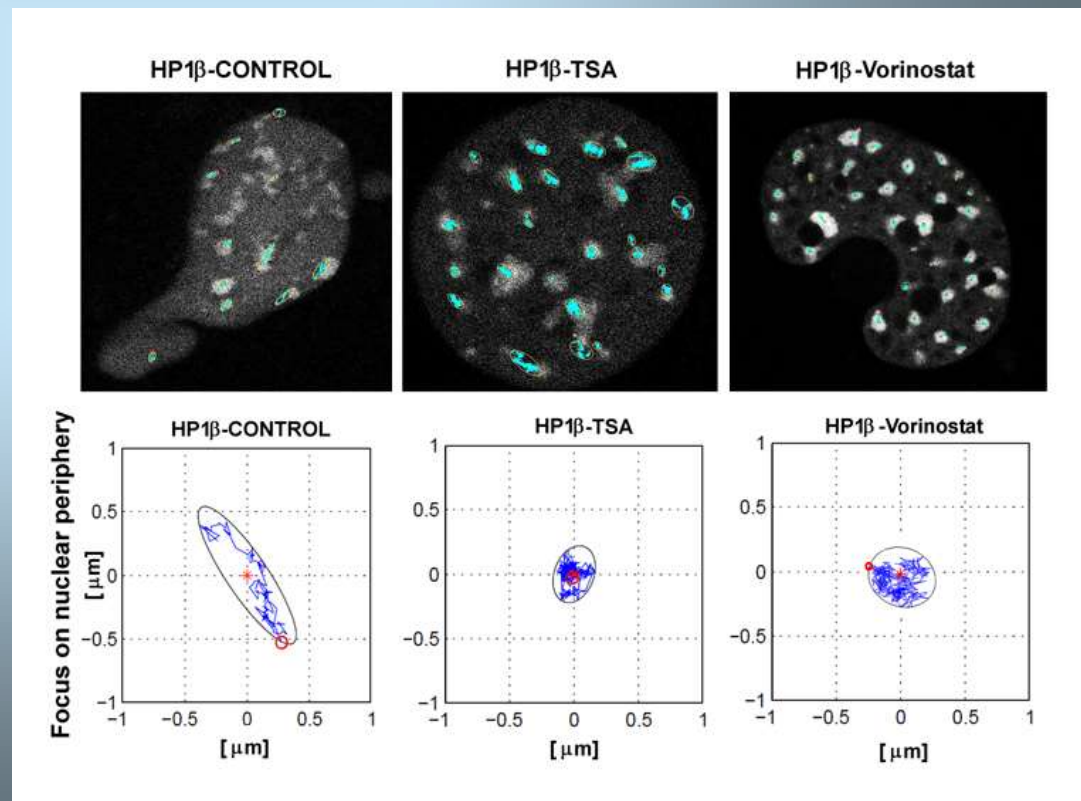 HP1β-CONTROL HP1β-TSA HP1β-Vorinostat
Focus on nuclear periphery
HP1β-CONTROL
1
0.5
0
−0.5
−1
[μm]
−1 −0.5 0 0.5 1
[μm]
HP1β-TSA
1
0.5
0
−0.5
−1
−1 −0.5 0 0.5 1
[μm]
HP1β-Vorinostat
1
0.5
0
−0.5
−1
−1 −0.5 0 0.5 1
[μm]